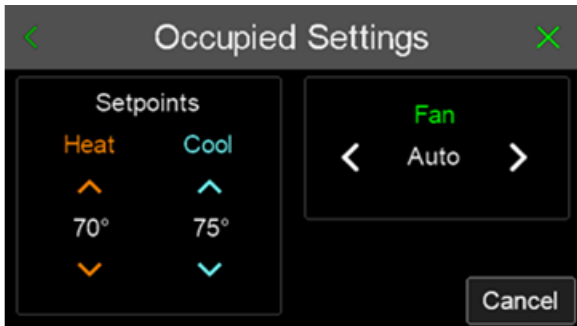 Occupied Settings
Setpoints
Heat Cool
70° 75°
Fan
Auto
Cancel